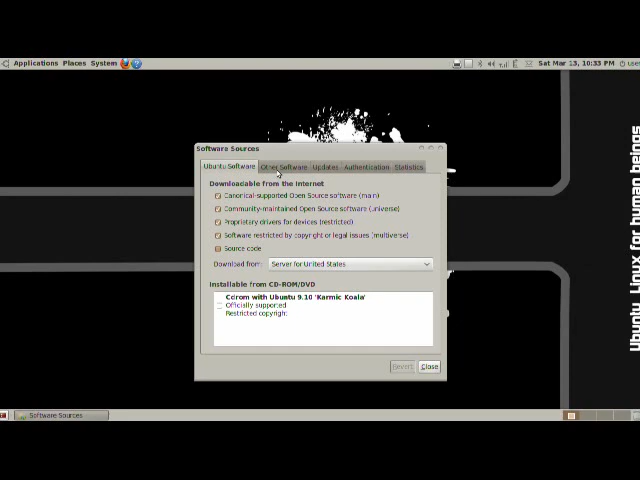 Applications Places System
Sat Mar 13, 10:33 PM
Software Sources
Ubuntu Software Other Software Updates Authentication Statistics
Downloadable from the Internet
Canonical-supported Open Source software (main)
Community-maintained Open Source software (universe)
Proprietary drivers for devices (restricted)
Software restricted by copyright or legal issues (multiverse)
Source code
Download from: Server for United States
Installable from CD-ROM/DVD
Cdrom with Ubuntu 9.10 'Karmic Koala'
Officially supported
Restricted copyright
Revert Close
Ubuntu, Linux for human beings
Software Sources